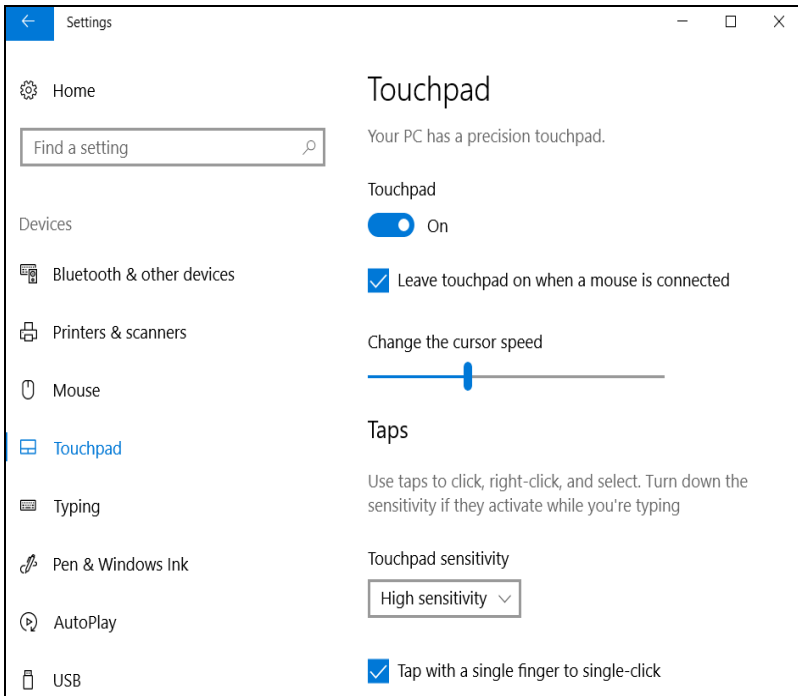 Settings
Home
Find a setting
Devices
Bluetooth & other devices
Printers & scanners
Mouse
Touchpad
Typing
Pen & Windows Ink
AutoPlay
USB
Touchpad
Your PC has a precision touchpad.
Touchpad
On
Leave touchpad on when a mouse is connected
Change the cursor speed
Taps
Use taps to click, right-click, and select. Turn down the
sensitivity if they activate while you're typing
Touchpad sensitivity
High sensitivity
Tap with a single finger to single-click